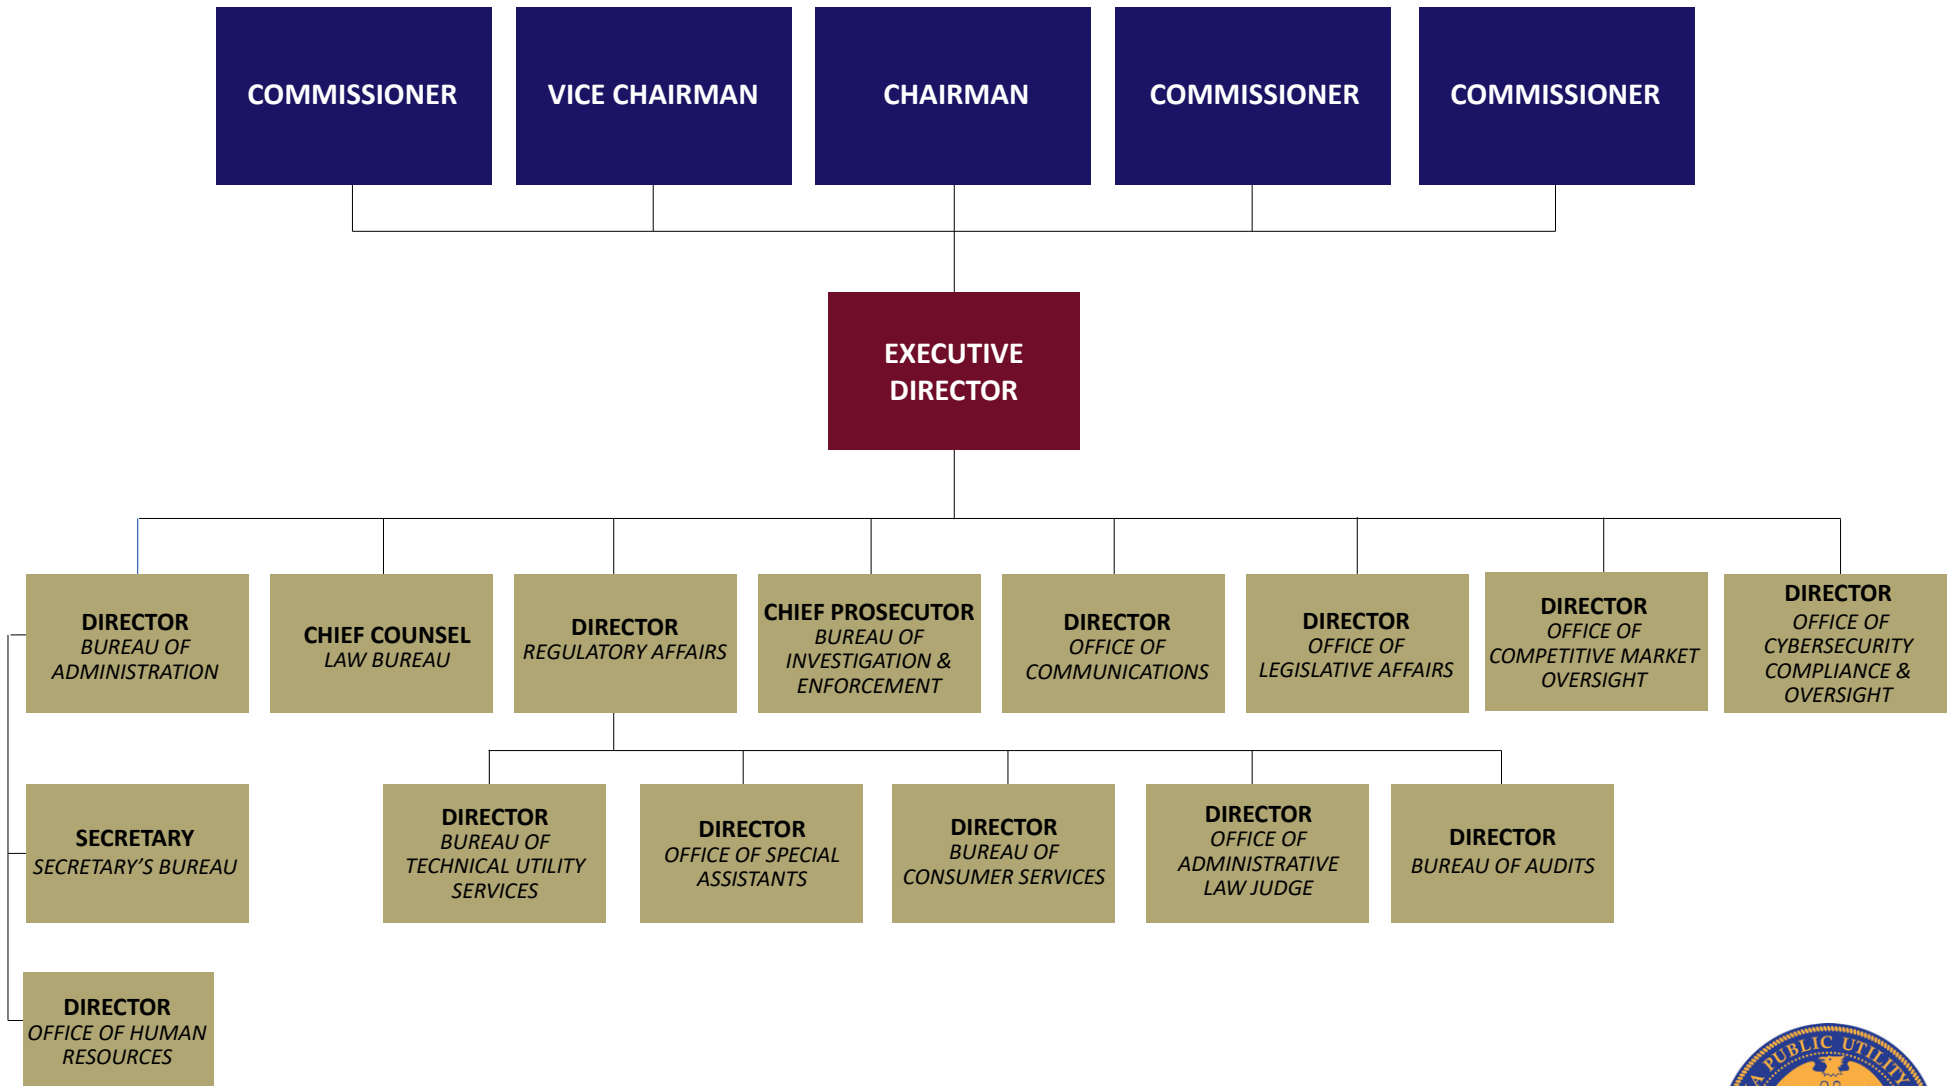 COMMISSIONER
VICE CHAIRMAN
CHAIRMAN
COMMISSIONER
COMMISSIONER
EXECUTIVE
DIRECTOR
DIRECTOR
BUREAU OF
ADMINISTRATION
CHIEF COUNSEL
LAW BUREAU
DIRECTOR
REGULATORY AFFAIRS
CHIEF PROSECUTOR
BUREAU OF
INVESTIGATION &
ENFORCEMENT
DIRECTOR
OFFICE OF
COMMUNICATIONS
DIRECTOR
OFFICE OF
LEGISLATIVE AFFAIRS
DIRECTOR
OFFICE OF
COMPETITIVE MARKET
OVERSIGHT
DIRECTOR
OFFICE OF
CYBERSECURITY
COMPLIANCE &
OVERSIGHT
SECRETARY
SECRETARY’S BUREAU
DIRECTOR
BUREAU OF
TECHNICAL UTILITY
SERVICES
DIRECTOR
OFFICE OF SPECIAL
ASSISTANTS
DIRECTOR
BUREAU OF
CONSUMER SERVICES
DIRECTOR
OFFICE OF
ADMINISTRATIVE
LAW JUDGE
DIRECTOR
BUREAU OF AUDITS
DIRECTOR
OFFICE OF HUMAN
RESOURCES
A PUBLIC UTILITY